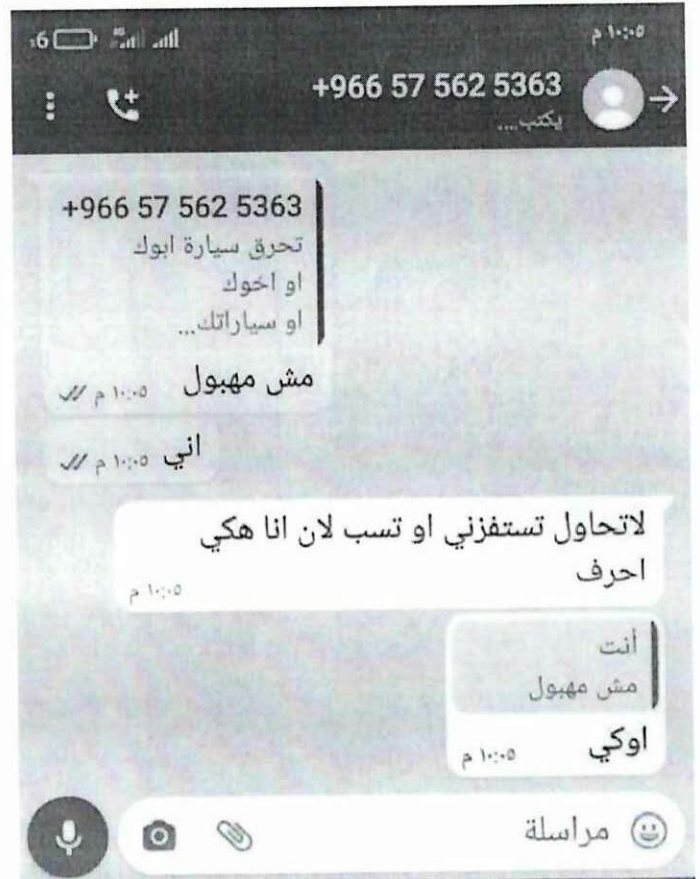 ١٠:٠٥ م
+966 57 562 5363
يكتب...
+966 57 562 5363
تحرق سيارة ابوك
او اخوك
او سياراتك...
مش مهبول
١٠:٠٥ م
اني
١٠:٠٥ م
لاتحاول تستفزني او تسب لان انا هكي
احرف
١٠:٠٥ م
أنت
مش مهبول
اوكي
١٠:٠٥ م
مراسلة